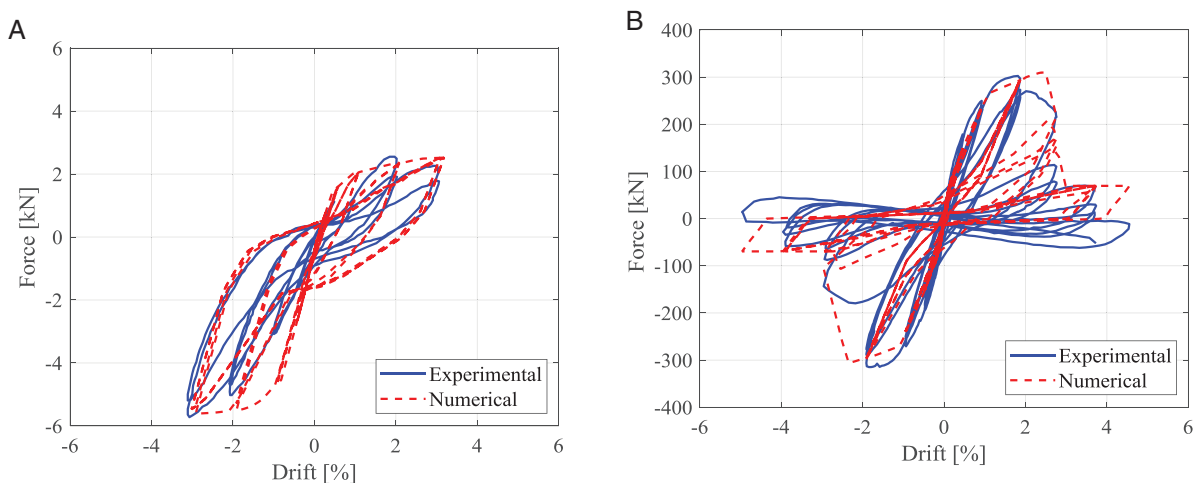 A
6
4
2
0
-2
-4
-6
Force [kN]
-6 -4 -2 0 2 4 6
Drift [%]
Experimental
Numerical
B
400
300
200
100
0
-100
-200
-300
-400
Force [kN]
-6 -4 -2 0 2 4 6
Drift [%]
Experimental
Numerical